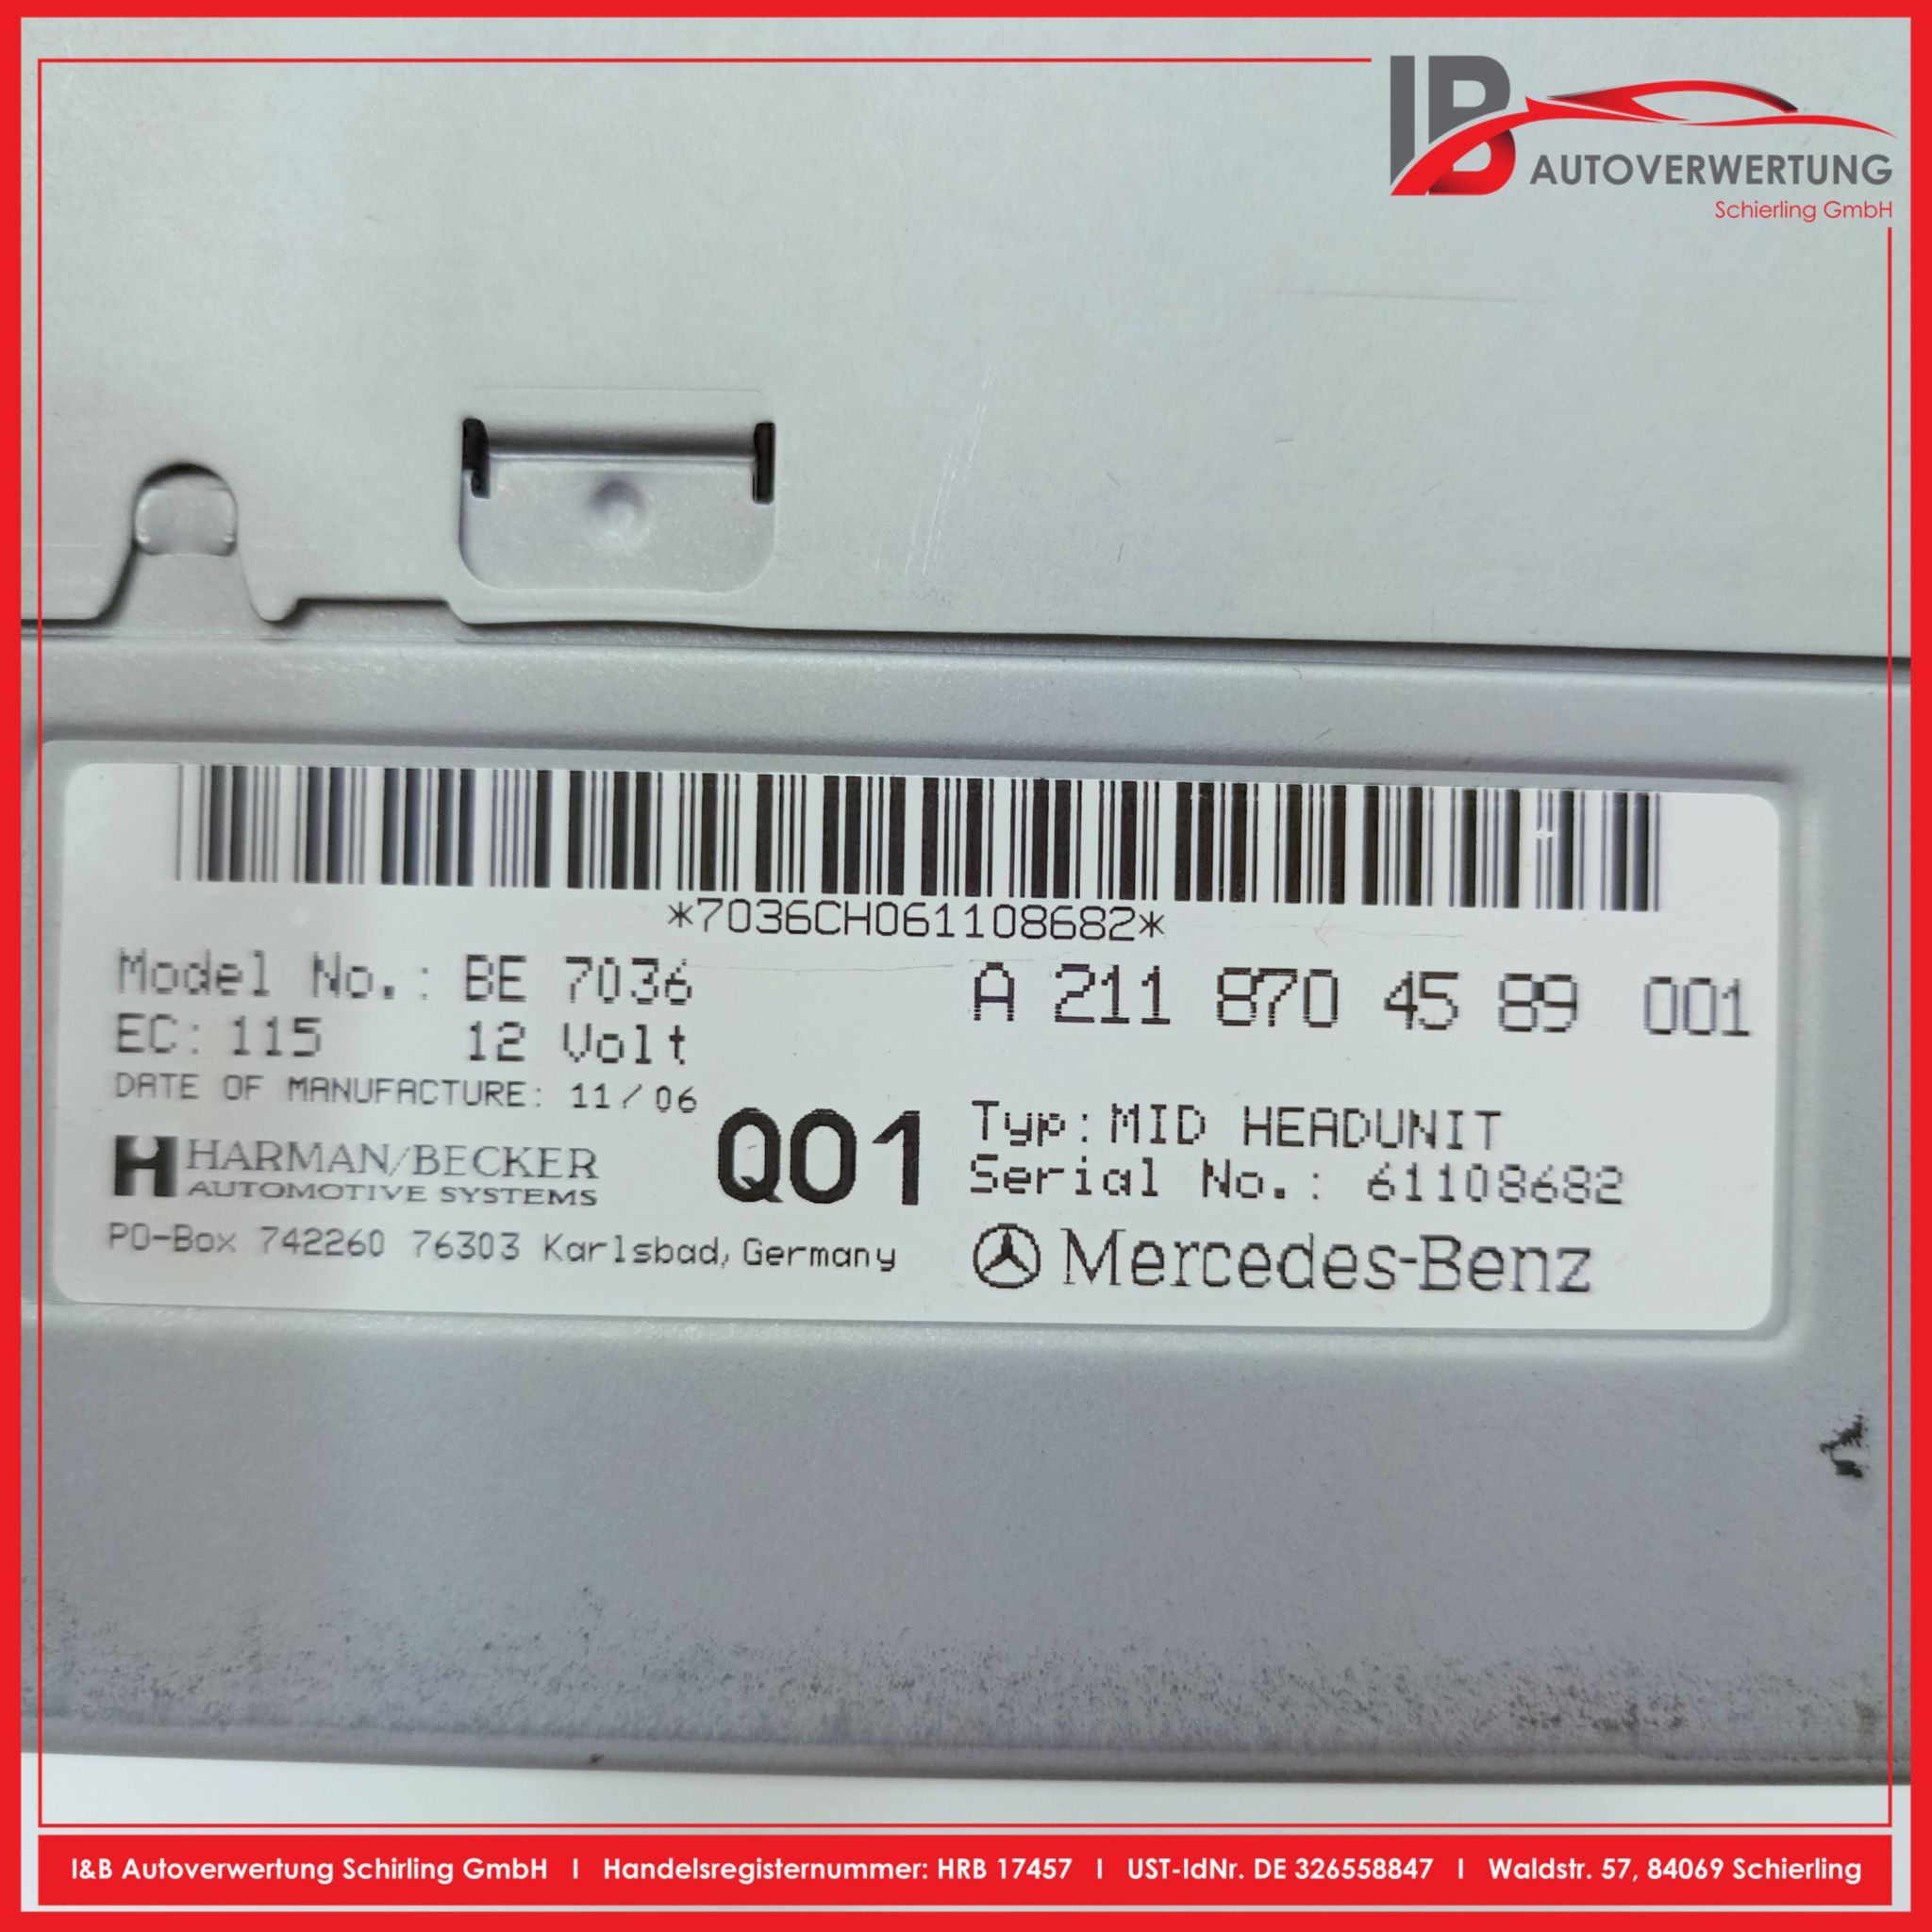 IB
AUTOVERWERTUNG
Schierling GmbH
*7036CH061108682*
Model No.: BE 7036
A 211 870 45 89 001
EC: 115 12 Volt
DATE OF MANUFACTURE: 11/06
Q01
Typ: MID HEADUNIT
HARMAN/BECKER
AUTOMOTIVE SYSTEMS
Serial No.: 61108682
PO-Box 742260 76303 Karlsbad, Germany
Mercedes-Benz
I&B Autoverwertung Schirling GmbH I Handelsregisternummer: HRB 17457 I UST-IdNr. DE 326558847 I Waldstr. 57, 84069 Schierling